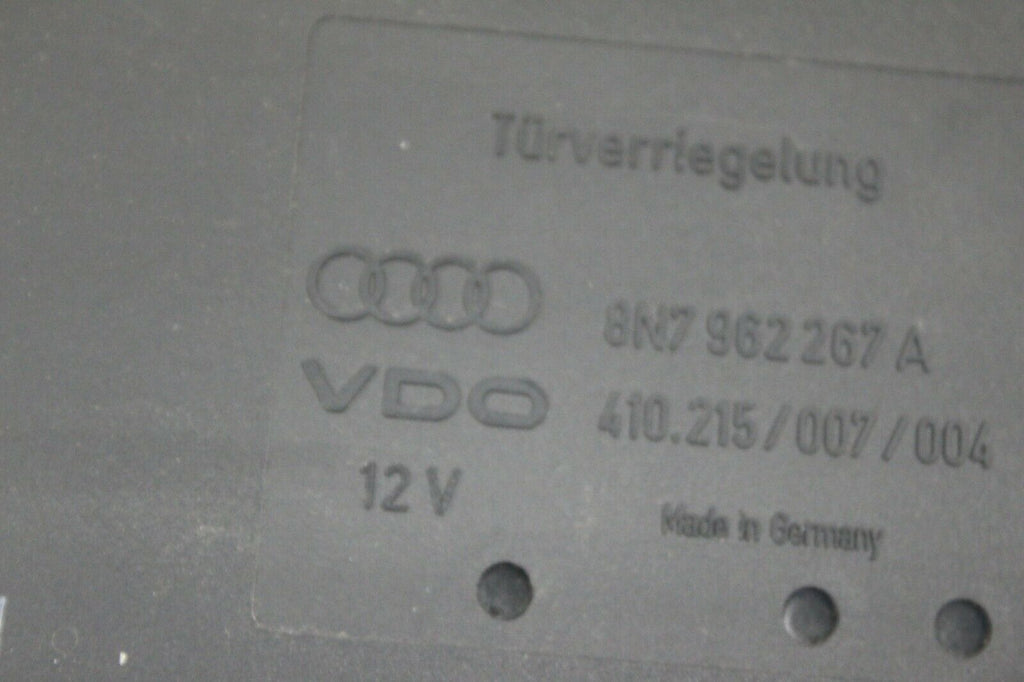 Türverriegelung
8N7 962 267 A
VDO
410.215/007/004
12 V
Made in Germany